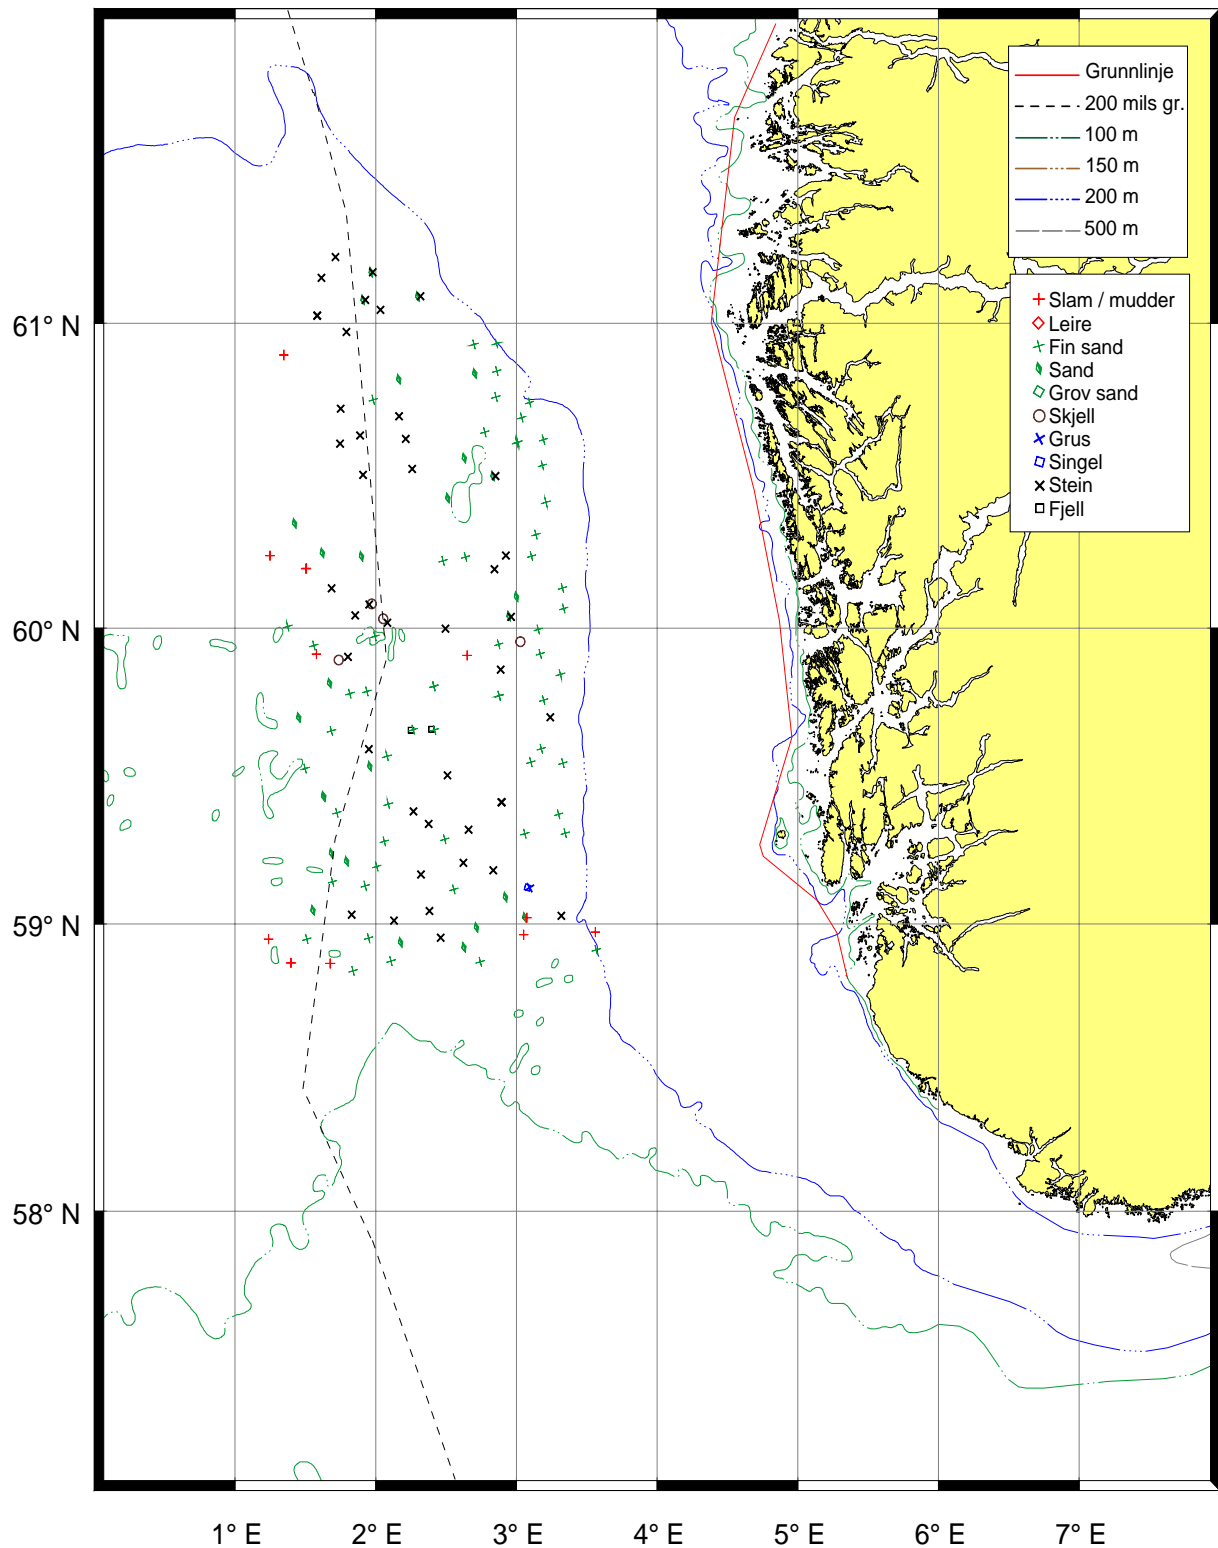 Grunnlinje
200 mils gr.
100 m
150 m
200 m
500 m
Slam / mudder
Leire
Fin sand
Sand
Grov sand
Skjell
Grus
Singel
Stein
Fjell
61° N
60° N
59° N
58° N
1° E 2° E 3° E 4° E 5° E 6° E 7° E